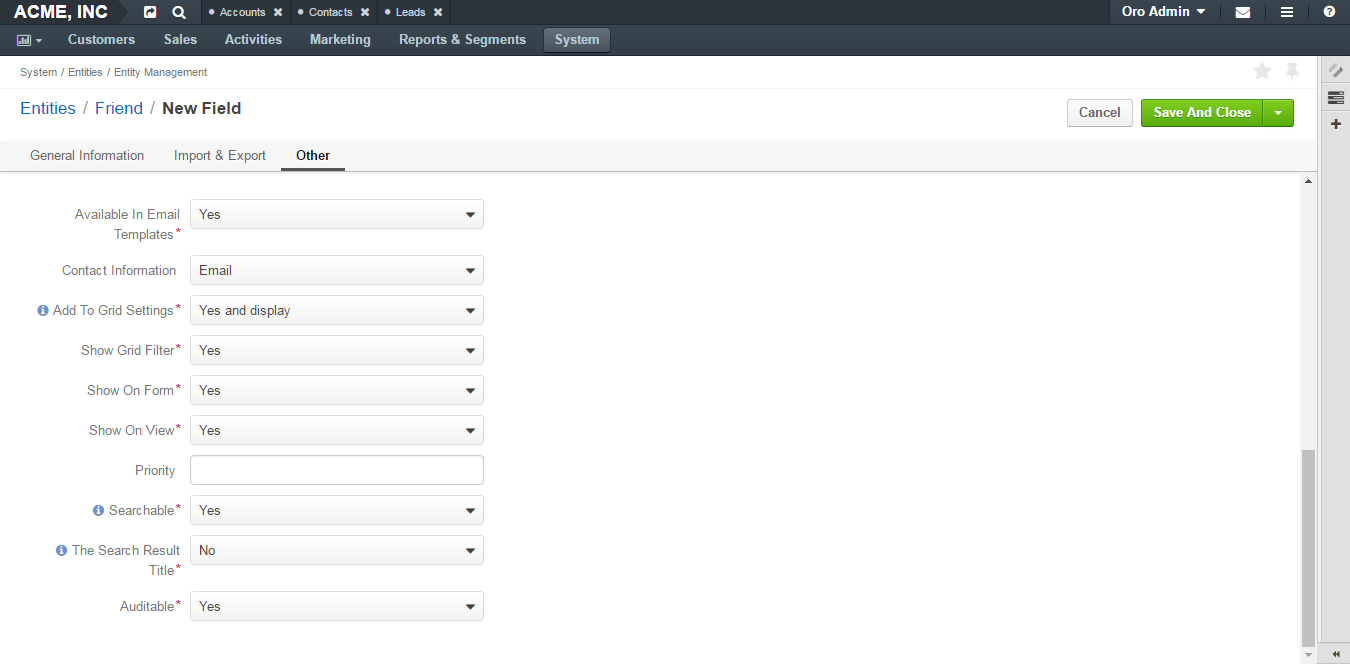 ACME, INC Accounts Contacts Leads Oro Admin
Customers Sales Activities Marketing Reports & Segments System
System / Entities / Entity Management
Entities / Friend / New Field Cancel Save And Close
General Information Import & Export Other
Available In Email Templates* Yes
Contact Information Email
Add To Grid Settings* Yes and display
Show Grid Filter* Yes
Show On Form* Yes
Show On View* Yes
Priority
Searchable* Yes
The Search Result Title* No
Auditable* Yes